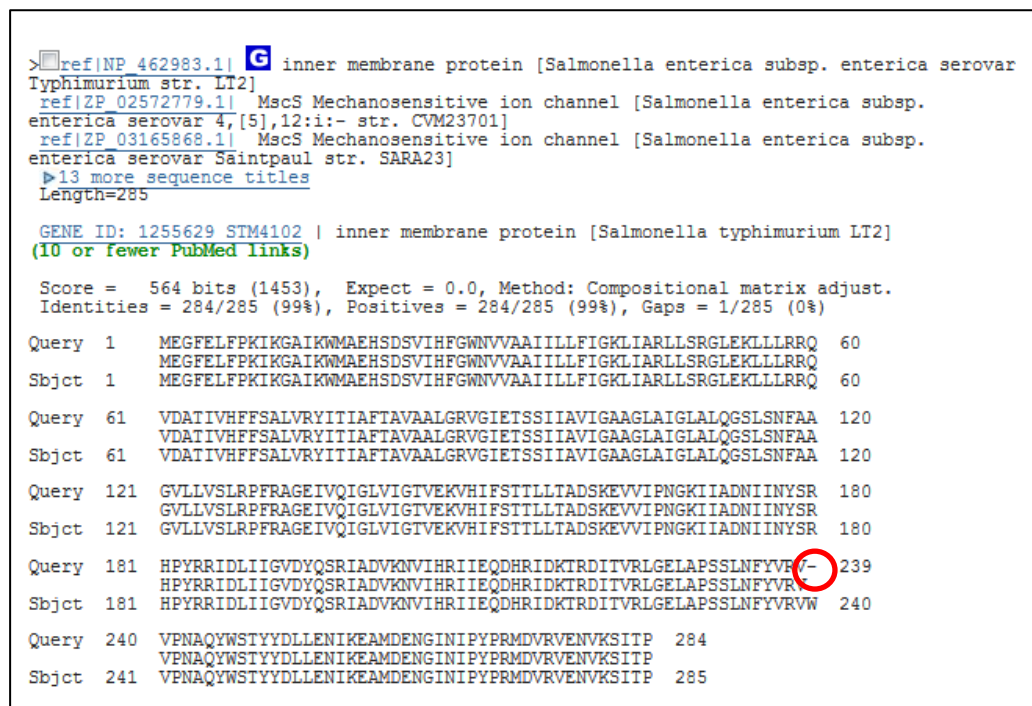 >ref|NP_462983.1| G inner membrane protein [Salmonella enterica subsp. enterica serovar
Typhimurium str. LT2]
ref|ZP_02572779.1| MscS Mechanosensitive ion channel [Salmonella enterica subsp.
enterica serovar 4,[5],12:i:- str. CVM23701]
ref|ZP_03165868.1| MscS Mechanosensitive ion channel [Salmonella enterica subsp.
enterica serovar Saintpaul str. SARA23]
13 more sequence titles
Length=285
GENE ID: 1255629 STM4102 | inner membrane protein [Salmonella typhimurium LT2]
(10 or fewer PubMed links)
Score = 564 bits (1453), Expect = 0.0, Method: Compositional matrix adjust.
Identities = 284/285 (99%), Positives = 284/285 (99%), Gaps = 1/285 (0%)
Query 1 MEGFELFPKIKGAIKWMAEHSDSVIHFGWNVVAAIILLFIGKLIARLLSRGLEKLLLRRQ 60
MEGFELFPKIKGAIKWMAEHSDSVIHFGWNVVAAIILLFIGKLIARLLSRGLEKLLLRRQ
Sbjct 1 MEGFELFPKIKGAIKWMAEHSDSVIHFGWNVVAAIILLFIGKLIARLLSRGLEKLLLRRQ 60
Query 61 VDATIVHFFSALVRYITIAFTAVAALGRVGIETSSIIAVIGAAGLAIGLALQGSLSNFAA 120
VDATIVHFFSALVRYITIAFTAVAALGRVGIETSSIIAVIGAAGLAIGLALQGSLSNFAA
Sbjct 61 VDATIVHFFSALVRYITIAFTAVAALGRVGIETSSIIAVIGAAGLAIGLALQGSLSNFAA 120
Query 121 GVLLVSLRPFRAGEIVQIGLVIGTVEKVHIFSTTLLTADSKEVVIPNGKIIADNIINYSR 180
GVLLVSLRPFRAGEIVQIGLVIGTVEKVHIFSTTLLTADSKEVVIPNGKIIADNIINYSR
Sbjct 121 GVLLVSLRPFRAGEIVQIGLVIGTVEKVHIFSTTLLTADSKEVVIPNGKIIADNIINYSR 180
Query 181 HPYRRIDLIIGVDYQSRIADVKNVIHRIIEQDHRIDKTRDITVRLGELAPSSLNFYVRV- 239
HPYRRIDLIIGVDYQSRIADVKNVIHRIIEQDHRIDKTRDITVRLGELAPSSLNFYVRV
Sbjct 181 HPYRRIDLIIGVDYQSRIADVKNVIHRIIEQDHRIDKTRDITVRLGELAPSSLNFYVRVW 240
Query 240 VPNAQYWSTYYDLLENIKEAMDENGINIPYPRMDVRVENVKSITP 284
VPNAQYWSTYYDLLENIKEAMDENGINIPYPRMDVRVENVKSITP
Sbjct 241 VPNAQYWSTYYDLLENIKEAMDENGINIPYPRMDVRVENVKSITP 285